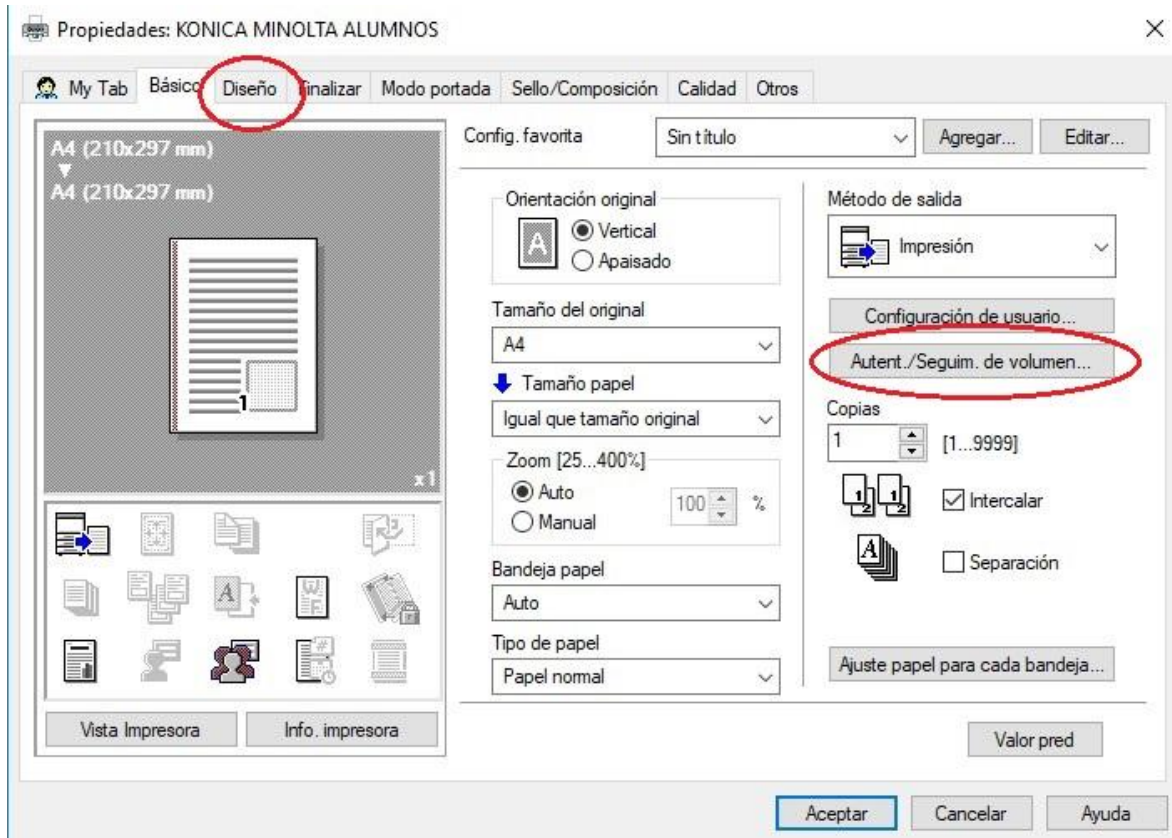 Propiedades: KONICA MINOLTA ALUMNOS
My Tab Básico Diseño Finalizar Modo portada Sello/Composición Calidad Otros
A4 (210x297 mm)
A4 (210x297 mm)
1
x1
Vista Impresora Info. impresora
Config. favorita Sin título Agregar... Editar...
Orientación original
A
Vertical
Apaisado
Tamaño del original
A4
Tamaño papel
Igual que tamaño original
Zoom [25...400%]
Auto
Manual
100 %
Bandeja papel
Auto
Tipo de papel
Papel normal
Método de salida
Impresión
Configuración de usuario...
Autent./Seguim. de volumen...
Copias
1 [1...9999]
Intercalar
Separación
Ajuste papel para cada bandeja...
Valor pred
Aceptar Cancelar Ayuda